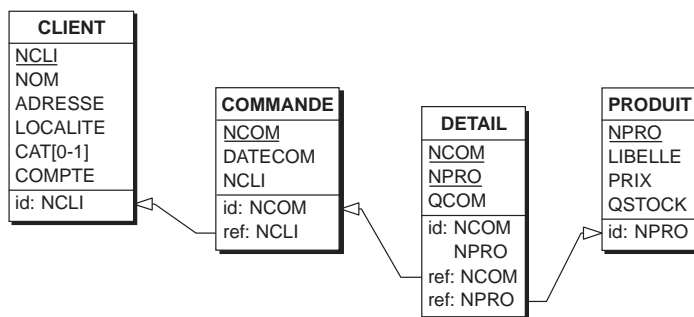 CLIENT
NCLI
NOM
ADRESSE
LOCALITE
CAT[0-1]
COMPTE
id: NCLI
COMMANDE
NCOM
DATECOM
NCLI
id: NCOM
ref: NCLI
DETAIL
NCOM
NPRO
QCOM
id: NCOM
NPRO
ref: NCOM
ref: NPRO
PRODUIT
NPRO
LIBELLE
PRIX
QSTOCK
id: NPRO